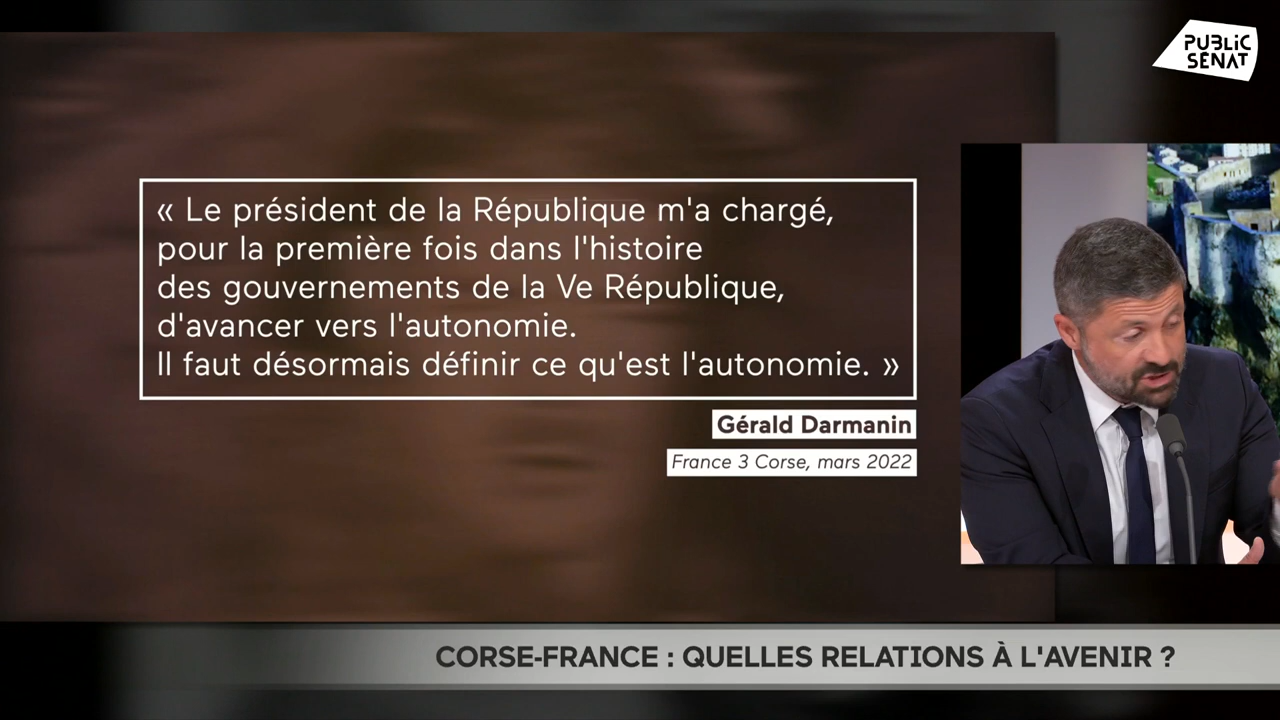 PUBLIC
SÉNAT
« Le président de la République m'a chargé,
pour la première fois dans l'histoire
des gouvernements de la Ve République,
d'avancer vers l'autonomie.
Il faut désormais définir ce qu'est l'autonomie. »
Gérald Darmanin
France 3 Corse, mars 2022
CORSE-FRANCE : QUELLES RELATIONS À L'AVENIR ?